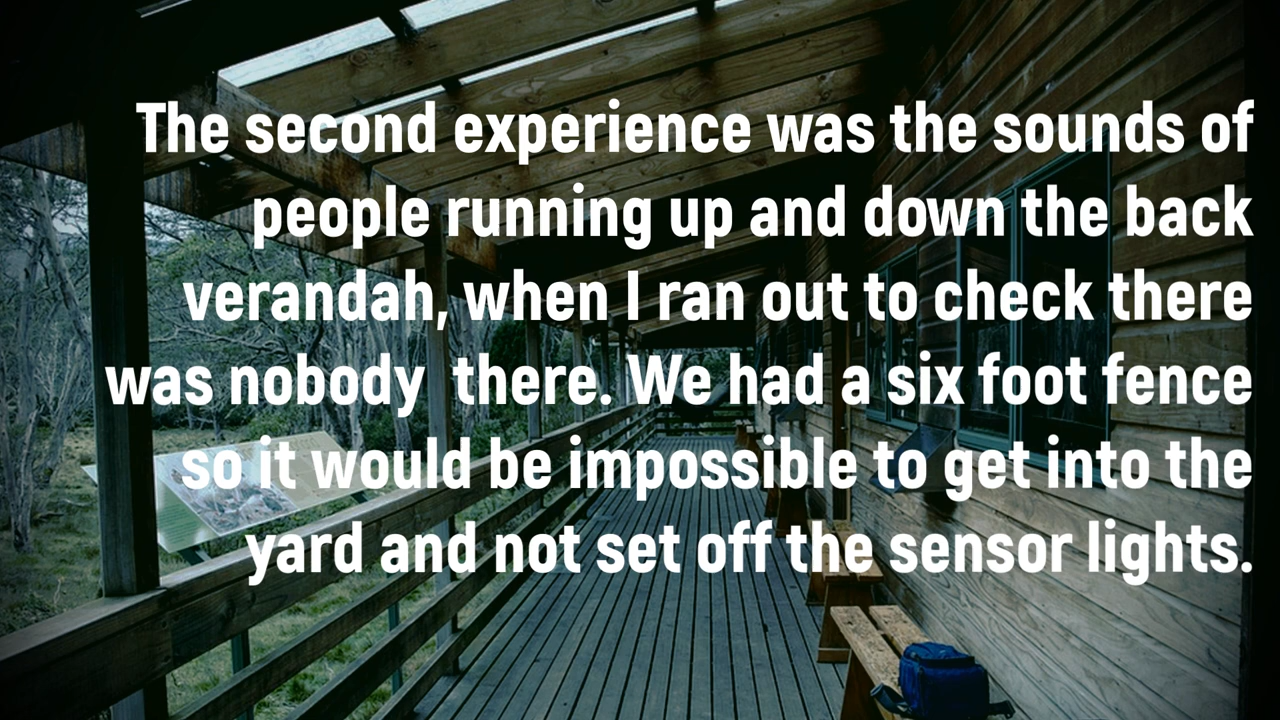 The second experience was the sounds of
people running up and down the back
verandah, when I ran out to check there
was nobody  there. We had a six foot fence
so it would be impossible to get into the
yard and not set off the sensor lights.